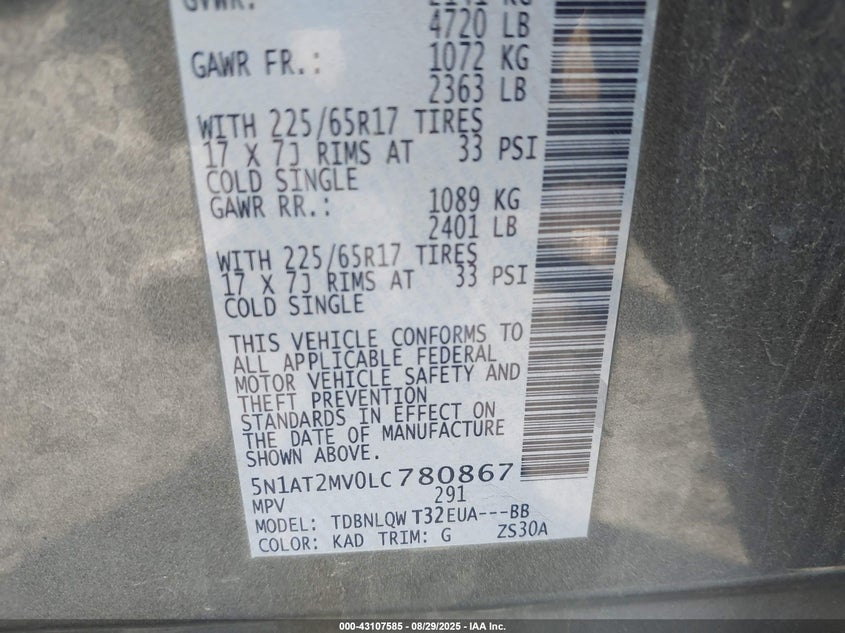 GVWR: 2141 KG
4720 LB
GAWR FR.: 1072 KG
2363 LB
WITH 225/65R17 TIRES
17 X 7J RIMS AT 33 PSI
COLD SINGLE
GAWR RR.: 1089 KG
2401 LB
WITH 225/65R17 TIRES
17 X 7J RIMS AT 33 PSI
COLD SINGLE
THIS VEHICLE CONFORMS TO
ALL APPLICABLE FEDERAL
MOTOR VEHICLE SAFETY AND
THEFT PREVENTION
STANDARDS IN EFFECT ON
THE DATE OF MANUFACTURE
SHOWN ABOVE.
5N1AT2MV0LC780867
MPV 291
MODEL: TDBNLQWT32EUA---BB
COLOR: KAD TRIM: G ZS30A
000-43107585 - 08/29/2025 - IAA Inc.